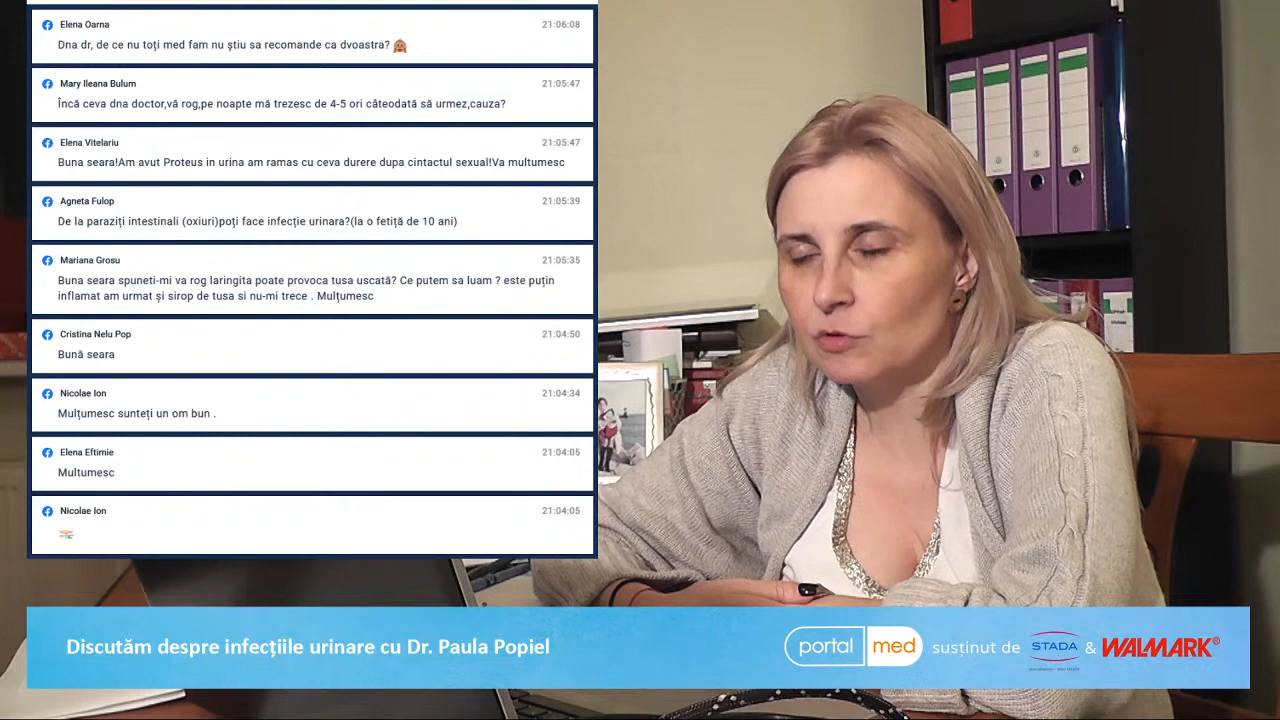 Elena Oarna 21:06:08
Dna dr, de ce nu toți med fam nu știu sa recomande ca dvoastra? 🙈
Mary Ileana Bulum 21:05:47
Încă ceva dna doctor,vă rog,pe noapte mă trezesc de 4-5 ori câteodată să urmez,cauza?
Elena Vitelariu 21:05:47
Buna seara!Am avut Proteus in urina am ramas cu ceva durere dupa cintactul sexual!Va multumesc
Agneta Fulop 21:05:39
De la paraziți intestinali (oxiuri)poți face infecție urinara?(la o fetiță de 10 ani)
Mariana Grosu 21:05:35
Buna seara spuneti-mi va rog laringita poate provoca tusa uscată? Ce putem sa luam ? este puțin
inflamat am urmat și sirop de tusa si nu-mi trece . Mulțumesc
Cristina Nelu Pop 21:04:50
Bună seara
Nicolae Ion 21:04:34
Mulțumesc sunteți un om bun .
Elena Eftimie 21:04:05
Multumesc
Nicolae Ion 21:04:05
Discutăm despre infecțiile urinare cu Dr. Paula Popiel
portal med susținut de STADA & WALMARK®